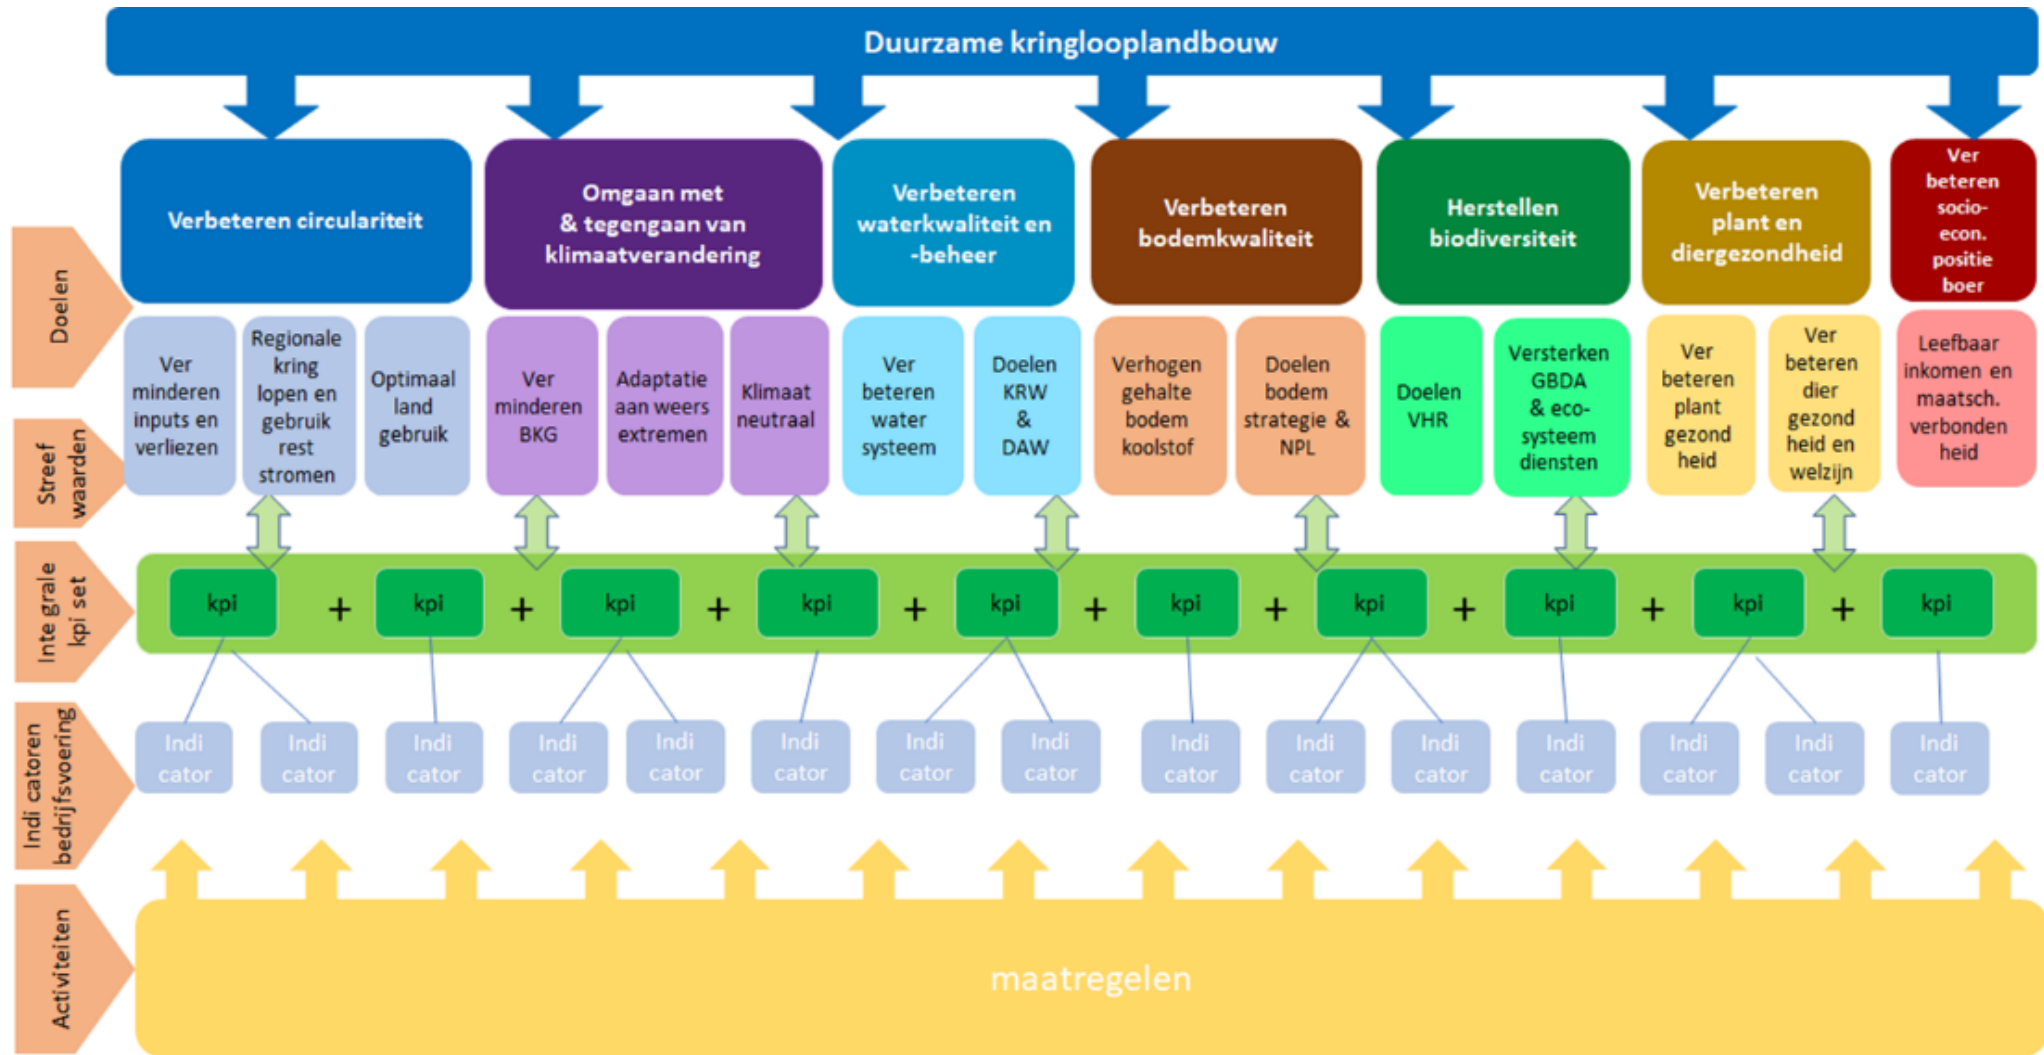 Duurzame kringlooplandbouw
Doelen
Verbeteren circulariteit
Omgaan met
& tegengaan van
klimaatverandering
Verbeteren
waterkwaliteit en
-beheer
Verbeteren
bodemkwaliteit
Herstellen
biodiversiteit
Verbeteren
plant en
diergezondheid
Ver
beteren
socio-
econ.
positie
boer
Streef
waarden
Ver
minderen
inputs en
verliezen
Regionale
kring
lopen en
gebruik
rest
stromen
Optimaal
land
gebruik
Ver
minderen
BKG
Adaptatie
aan weers
extremen
Klimaat
neutraal
Ver
beteren
water
systeem
Doelen
KRW
&
DAW
Verhogen
gehalte
bodem
koolstof
Doelen
bodem
strategie &
NPL
Doelen
VHR
Versterken
GBDA
& eco-
systeem
diensten
Ver
beteren
plant
gezond
heid
Ver
beteren
dier
gezond
heid en
welzijn
Leefbaar
inkomen en
maatsch.
verbonden
heid
Inte grale
kpi set
kpi + kpi + kpi + kpi + kpi + kpi + kpi + kpi + kpi + kpi
Indi catoren
bedrijfsvoering
Indi
cator
Indi
cator
Indi
cator
Indi
cator
Indi
cator
Indi
cator
Indi
cator
Indi
cator
Indi
cator
Indi
cator
Indi
cator
Indi
cator
Indi
cator
Indi
cator
Indi
cator
Activiteiten
maatregelen